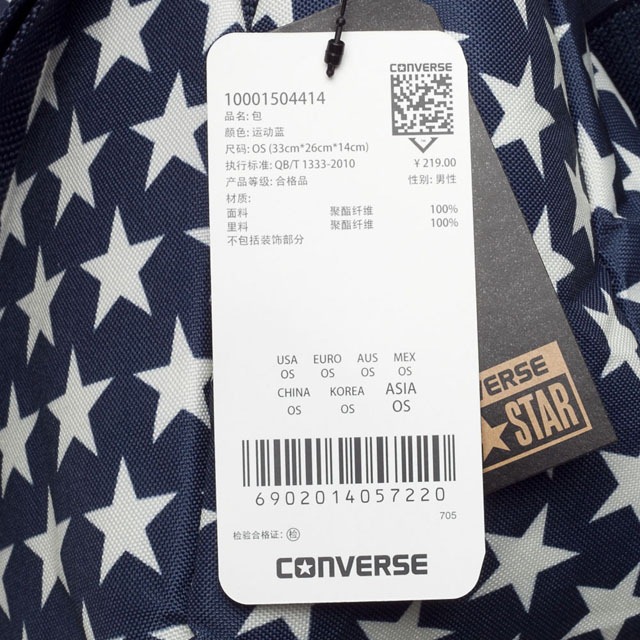 CONVERSE
10001504414
品名: 包
颜色: 运动蓝
尺码: OS (33cm*26cm*14cm)
执行标准: QB/T 1333-2010
¥ 219.00
产品等级: 合格品
性别: 男性
材质:
面料 聚酯纤维 100%
里料 聚酯纤维 100%
不包括装饰部分
USA EURO AUS MEX
OS OS OS OS
CHINA KOREA ASIA
OS OS OS
VERSE
STAR
6902014057220
705
检验合格证: 检
CONVERSE